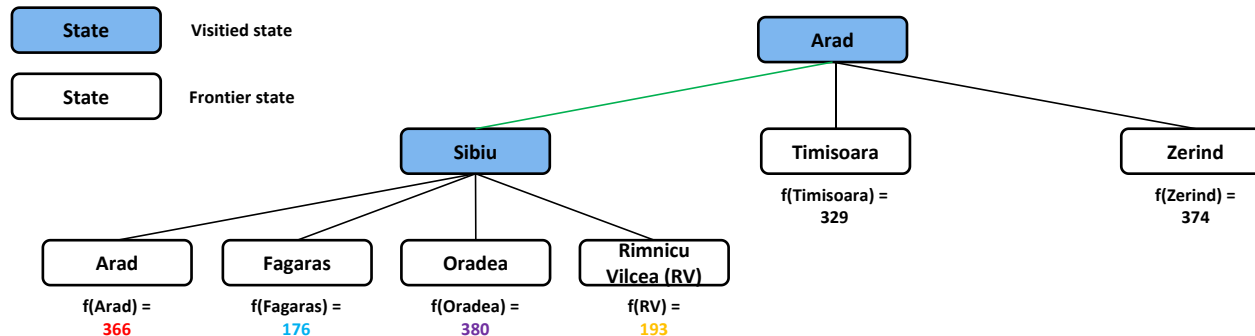 State
Visitied state
Arad
State
Frontier state
Sibiu
Timisoara
Zerind
f(Timisoara) =
329
f(Zerind) =
374
Arad
Fagaras
Oradea
Rimnicu
Vilcea (RV)
f(Arad) =
366
f(Fagaras) =
176
f(Oradea) =
380
f(RV) =
193